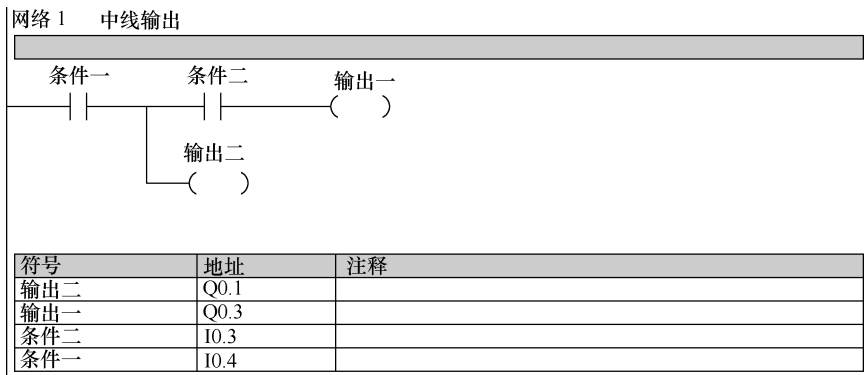 网络 1 中线输出
条件一 条件二 输出一
输出二
符号 地址 注释
输出二 Q0.1
输出一 Q0.3
条件二 I0.3
条件一 I0.4